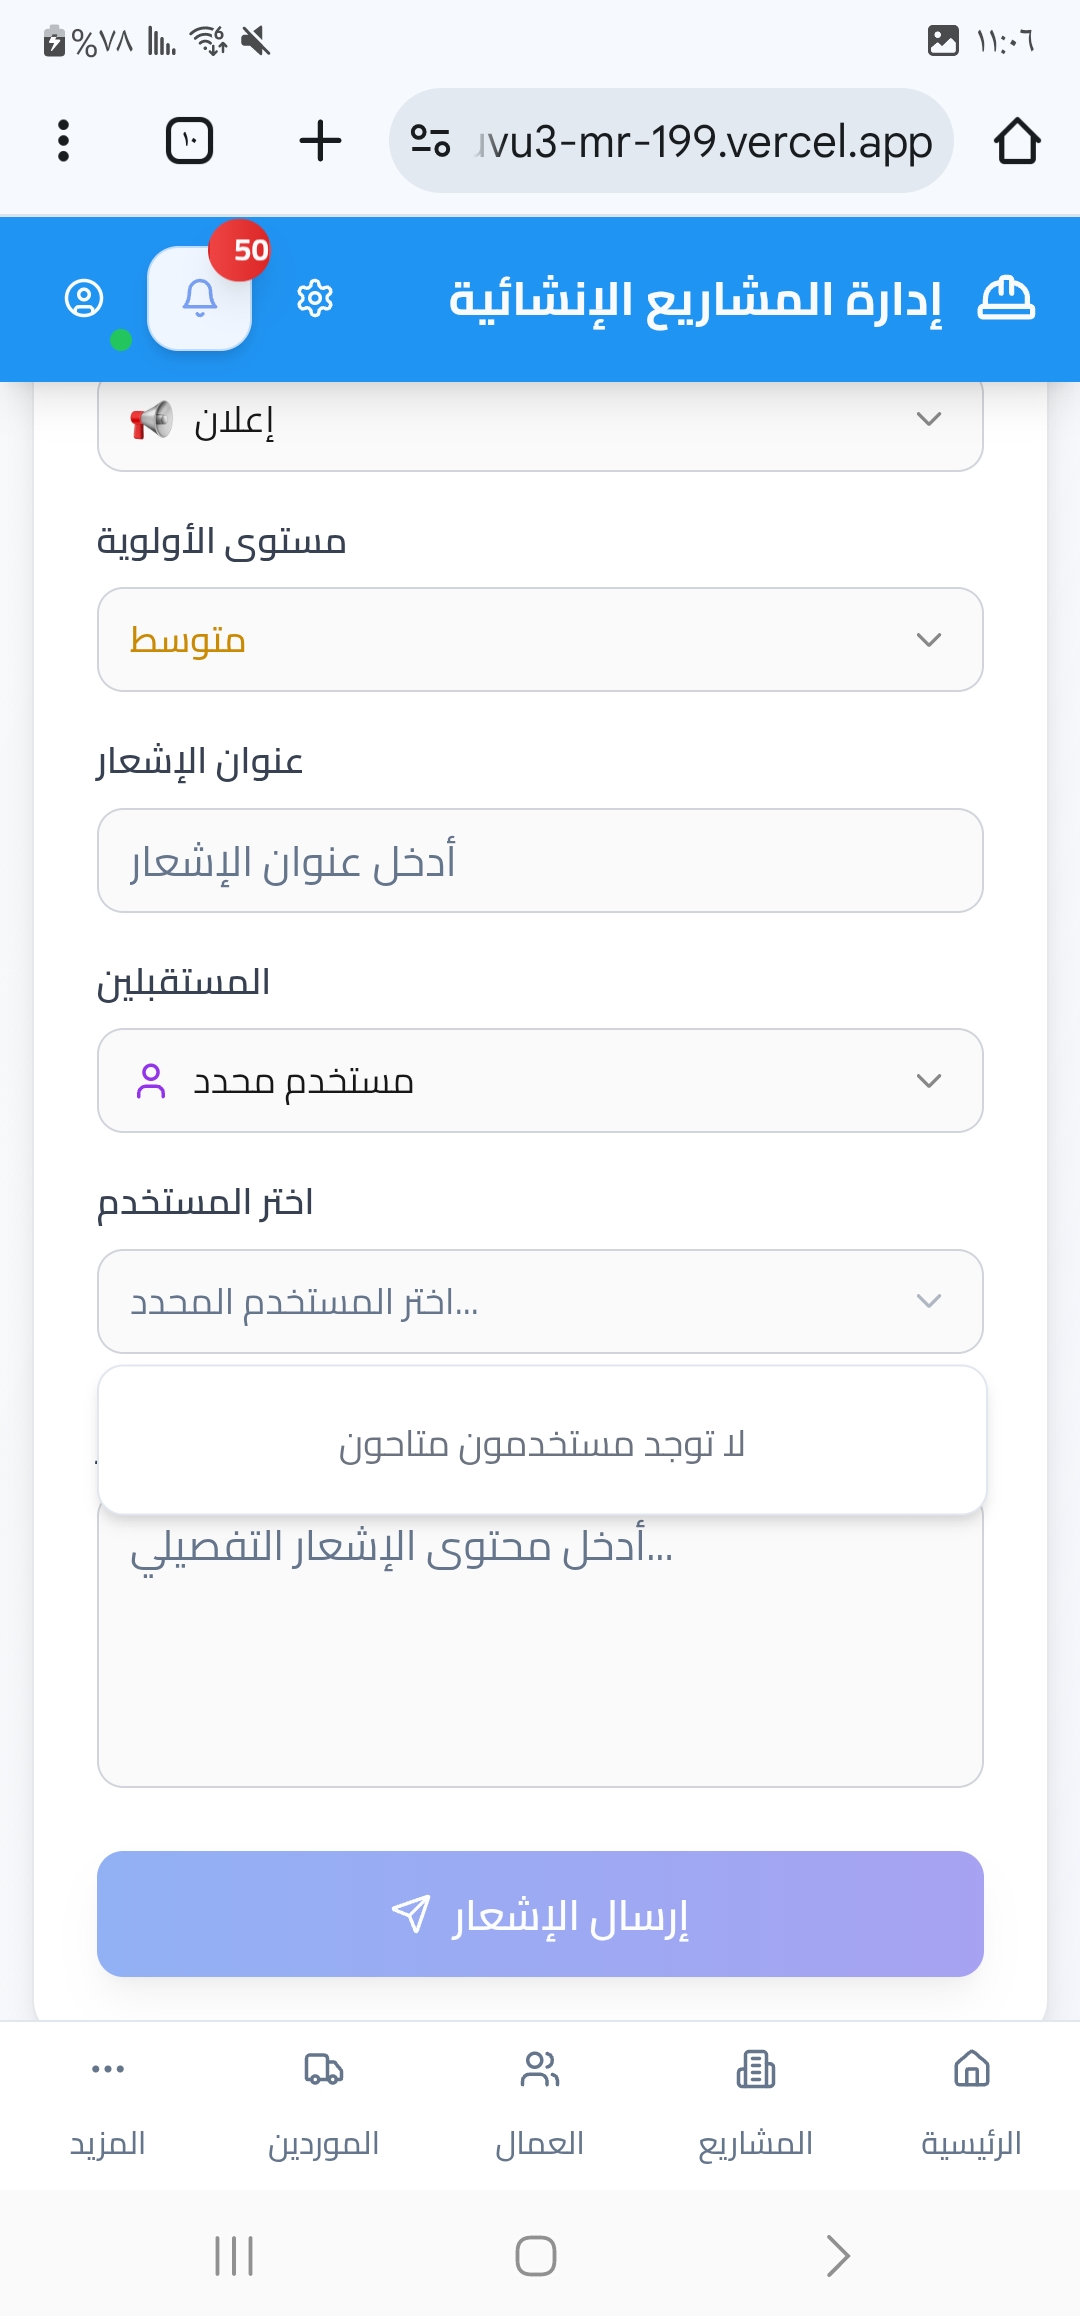 ١١:٠٦
%٧٨
١٠
vu3-mr-199.vercel.app
إدارة المشاريع الإنشائية
50
إعلان
مستوى الأولوية
متوسط
عنوان الإشعار
أدخل عنوان الإشعار
المستقبلين
مستخدم محدد
اختر المستخدم
اختر المستخدم المحدد...
لا توجد مستخدمون متاحون
أدخل محتوى الإشعار التفصيلي...
إرسال الإشعار
الرئيسية
المشاريع
العمال
الموردين
المزيد